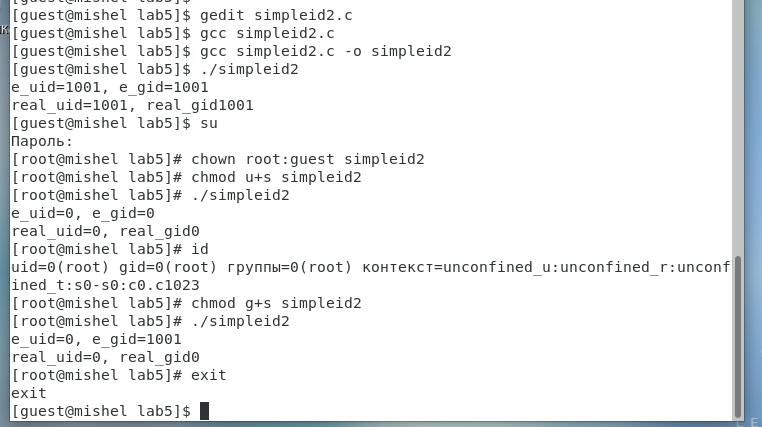 [guest@mishel lab5]$ gedit simpleid2.c
[guest@mishel lab5]$ gcc simpleid2.c
[guest@mishel lab5]$ gcc simpleid2.c -o simpleid2
[guest@mishel lab5]$ ./simpleid2
e_uid=1001, e_gid=1001
real_uid=1001, real_gid1001
[guest@mishel lab5]$ su
Пароль:
[root@mishel lab5]# chown root:guest simpleid2
[root@mishel lab5]# chmod u+s simpleid2
[root@mishel lab5]# ./simpleid2
e_uid=0, e_gid=0
real_uid=0, real_gid0
[root@mishel lab5]# id
uid=0(root) gid=0(root) группы=0(root) контекст=unconfined_u:unconfined_r:unconf
ined_t:s0-s0:c0.c1023
[root@mishel lab5]# chmod g+s simpleid2
[root@mishel lab5]# ./simpleid2
e_uid=0, e_gid=1001
real_uid=0, real_gid0
[root@mishel lab5]# exit
exit
[guest@mishel lab5]$